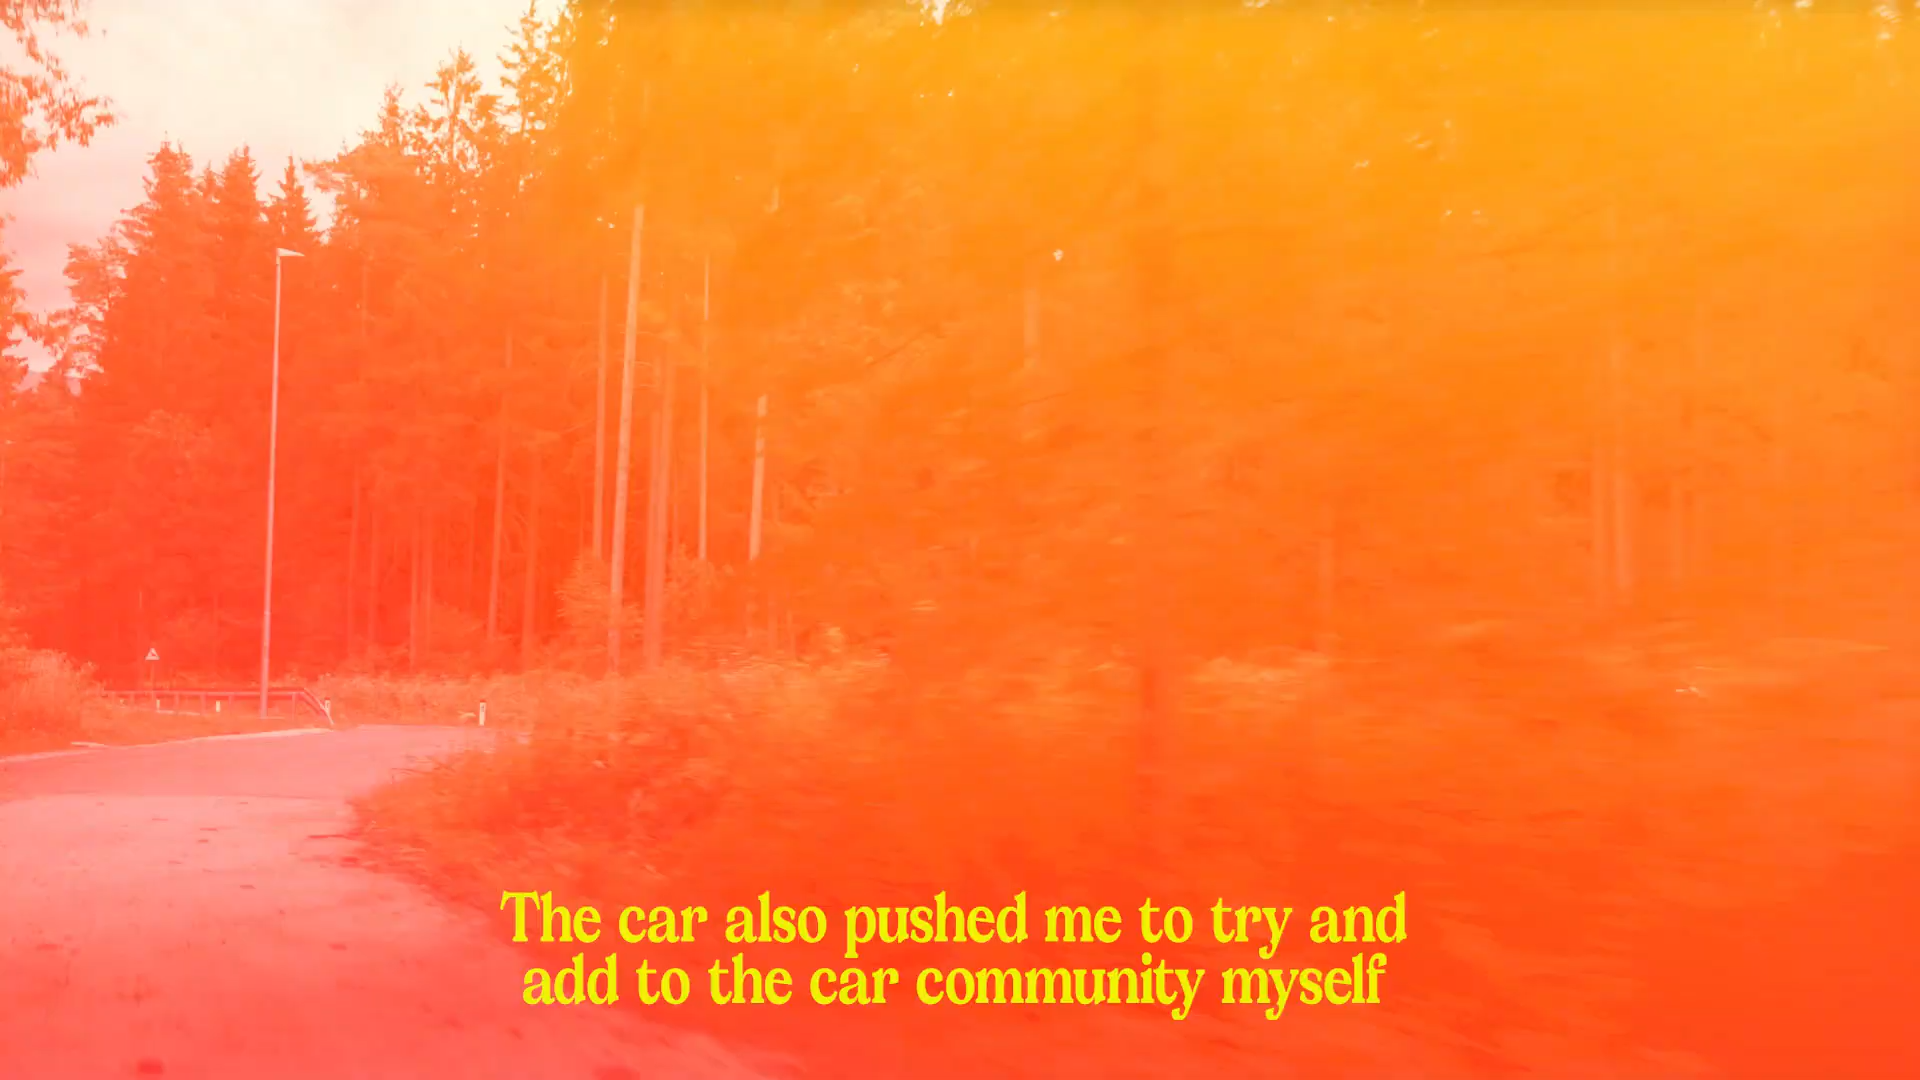 The car also pushed me to try and
add to the car community myself